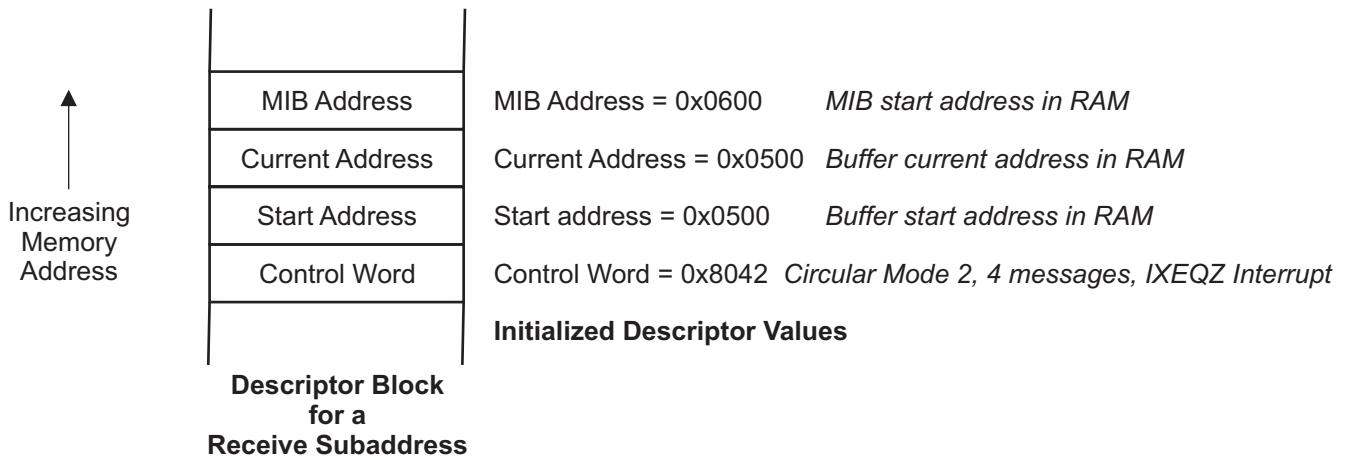 MIB Address
MIB Address = 0x0600 MIB start address in RAM
Current Address
Current Address = 0x0500 Buffer current address in RAM
Start Address
Start address = 0x0500 Buffer start address in RAM
Control Word
Control Word = 0x8042 Circular Mode 2, 4 messages, IXEQZ Interrupt
Increasing
Memory
Address
Initialized Descriptor Values
Descriptor Block
for a
Receive Subaddress